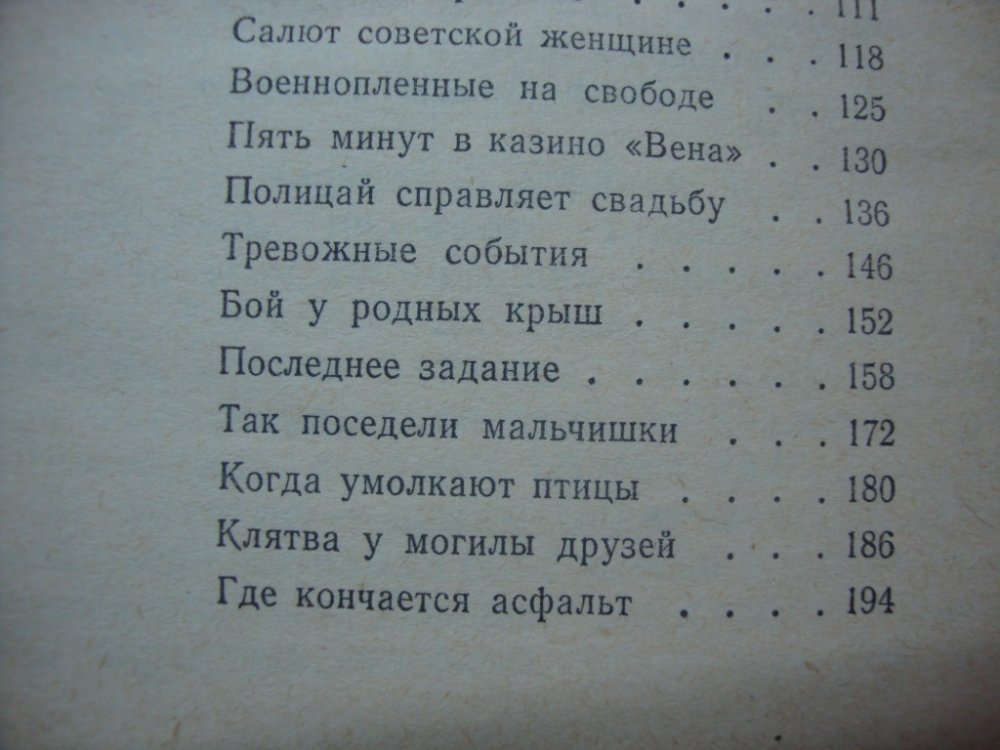 . . . . . 111
Салют советской женщине . . . 118
Военнопленные на свободе . . 125
Пять минут в казино «Вена» . . 130
Полицай справляет свадьбу . . 136
Тревожные события . . . . . 146
Бой у родных крыш . . . . . 152
Последнее задание . . . . . . 158
Так поседели мальчишки . . . 172
Когда умолкают птицы . . . . 180
Клятва у могилы друзей . . . 186
Где кончается асфальт . . . . 194